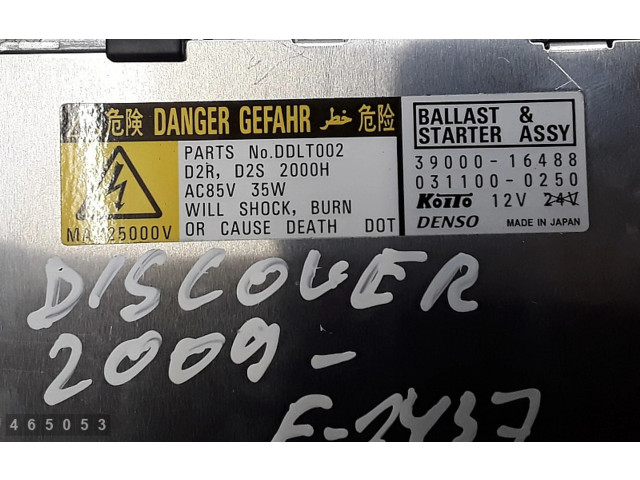 危険 DANGER GEFAHR خطر 危险
PARTS No.DDLT002
D2R, D2S 2000H
AC85V 35W
WILL SHOCK, BURN
OR CAUSE DEATH DOT
25000V
BALLAST &
STARTER ASSY
39000-16488
031100-0250
KOITO 12V 24V
DENSO MADE IN JAPAN
DISCOVER
2009-
E-2437
465053